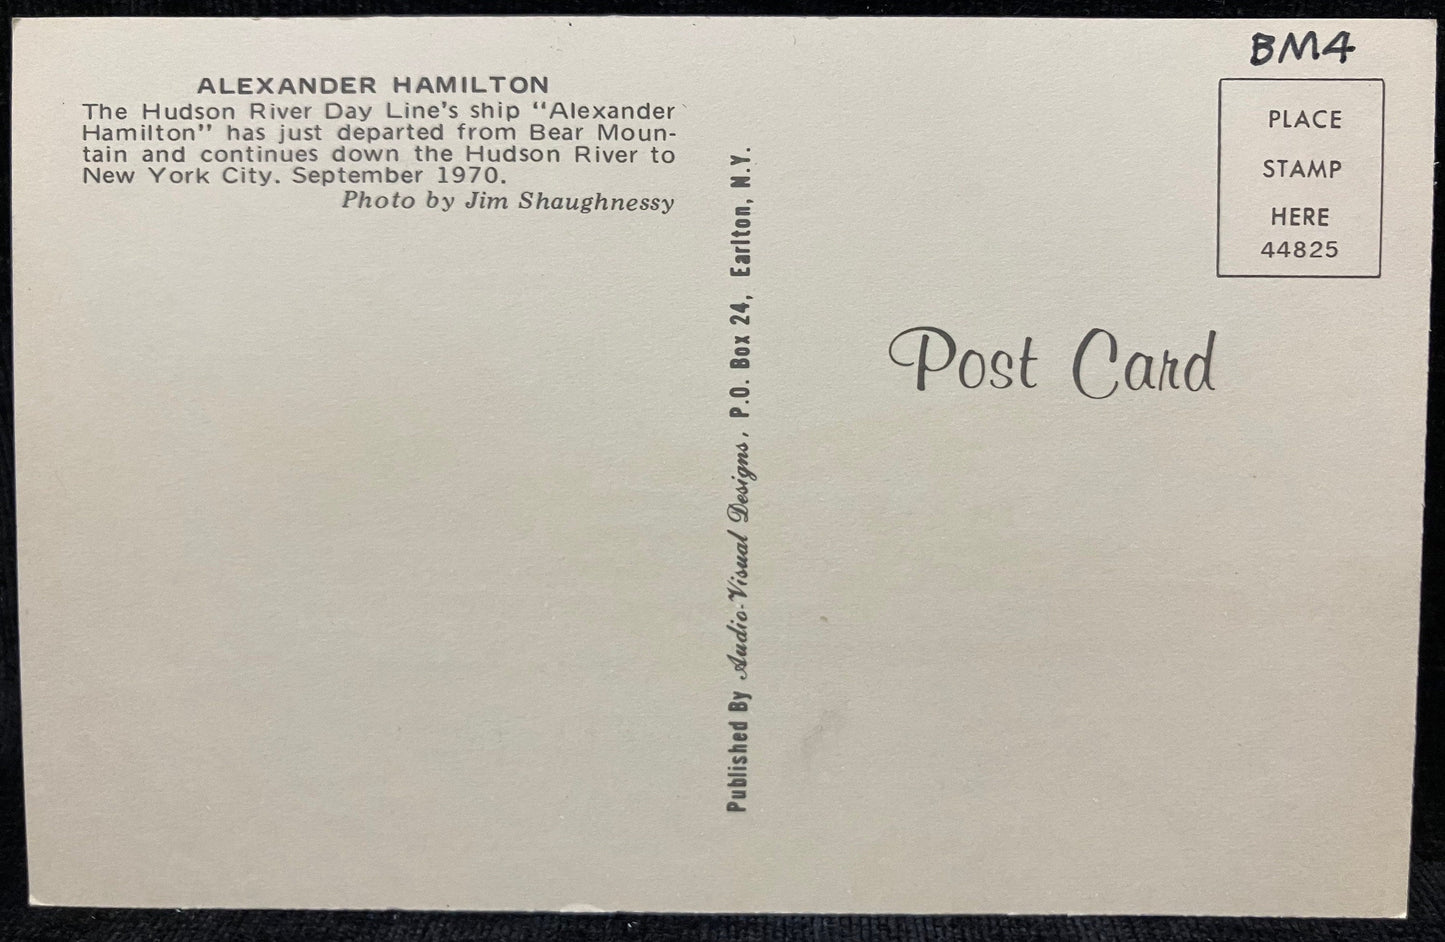 BM4
ALEXANDER HAMILTON
The Hudson River Day Line's ship "Alexander
Hamilton" has just departed from Bear Moun-
tain and continues down the Hudson River to
New York City. September 1970.
Photo by Jim Shaughnessy
Published By Audio-Visual Designs, P.O. Box 24, Earlton, N.Y.
PLACE
STAMP
HERE
44825
Post Card